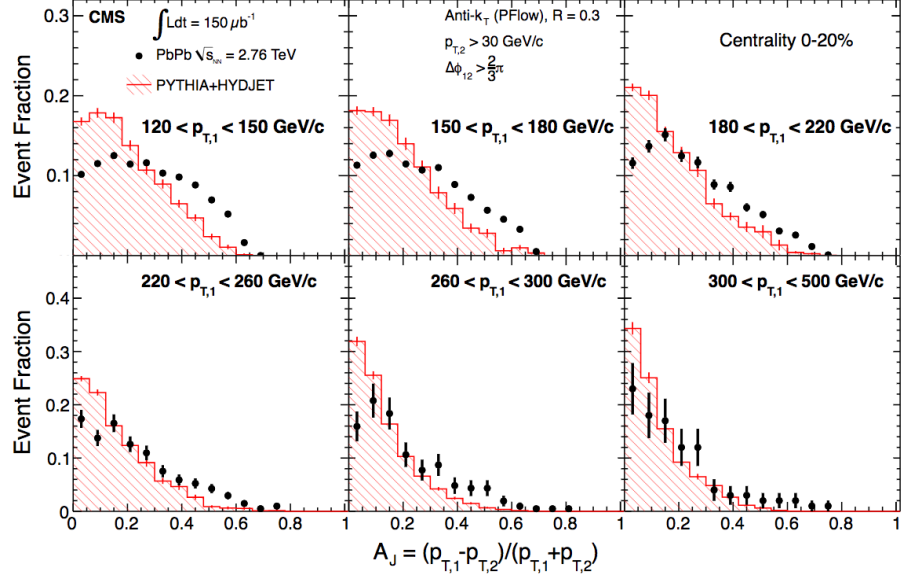 CMS
∫Ldt = 150 μb⁻¹
PbPb √s_NN = 2.76 TeV
PYTHIA+HYDJET
120 < p_T,1 < 150 GeV/c
Anti-k_T (PFlow), R = 0.3
p_T,2 > 30 GeV/c
Δϕ_12 > 2/3 π
150 < p_T,1 < 180 GeV/c
Centrality 0-20%
180 < p_T,1 < 220 GeV/c
Event Fraction
0.3
0.2
0.1
220 < p_T,1 < 260 GeV/c
260 < p_T,1 < 300 GeV/c
300 < p_T,1 < 500 GeV/c
Event Fraction
0.4
0.3
0.2
0.1
0
0 0.2 0.4 0.6 0.8 1 0.2 0.4 0.6 0.8 1 0.2 0.4 0.6 0.8 1
A_J = (p_T,1-p_T,2)/(p_T,1+p_T,2)